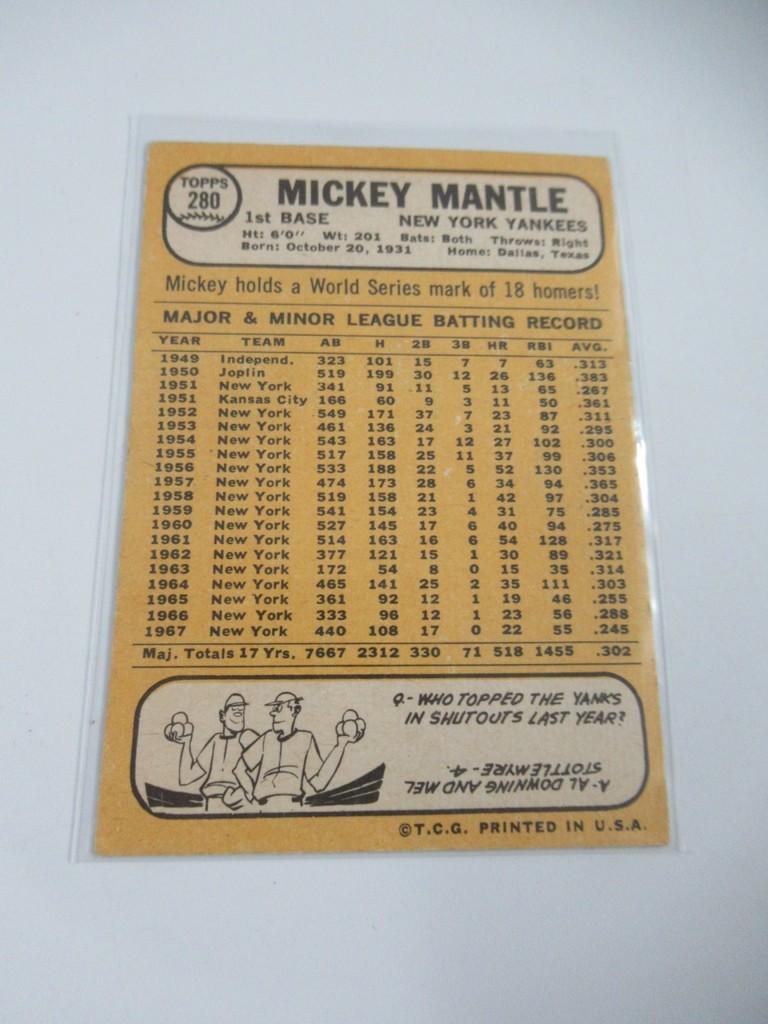 TOPPS
280
MICKEY MANTLE
1st BASE NEW YORK YANKEES
Ht: 6'0" Wt: 201 Bats: Both Throws: Right
Born: October 20, 1931 Home: Dallas, Texas
Mickey holds a World Series mark of 18 homers!
MAJOR & MINOR LEAGUE BATTING RECORD
YEAR TEAM AB H 2B 3B HR RBI AVG.
1949 Independ. 323 101 15 7 7 63 .313
1950 Joplin 519 199 30 12 26 136 .383
1951 New York 341 91 11 5 13 65 .267
1951 Kansas City 166 60 9 3 11 50 .361
1952 New York 549 171 37 7 23 87 .311
1953 New York 461 136 24 3 21 92 .295
1954 New York 543 163 17 12 27 102 .300
1955 New York 517 158 25 11 37 99 .306
1956 New York 533 188 22 5 52 130 .353
1957 New York 474 173 28 6 34 94 .365
1958 New York 519 158 21 1 42 97 .304
1959 New York 541 154 23 4 31 75 .285
1960 New York 527 145 17 6 40 94 .275
1961 New York 514 163 16 6 54 128 .317
1962 New York 377 121 15 1 30 89 .321
1963 New York 172 54 8 0 15 35 .314
1964 New York 465 141 25 2 35 111 .303
1965 New York 361 92 12 1 19 46 .255
1966 New York 333 96 12 1 23 56 .288
1967 New York 440 108 17 0 22 55 .245
Maj. Totals 17 Yrs. 7667 2312 330 71 518 1455 .302
Q.- WHO TOPPED THE YANKS
IN SHUTOUTS LAST YEAR?
A- AL DOWNING AND MEL
STOTTLEMYRE - 4.
©T.C.G. PRINTED IN U.S.A.